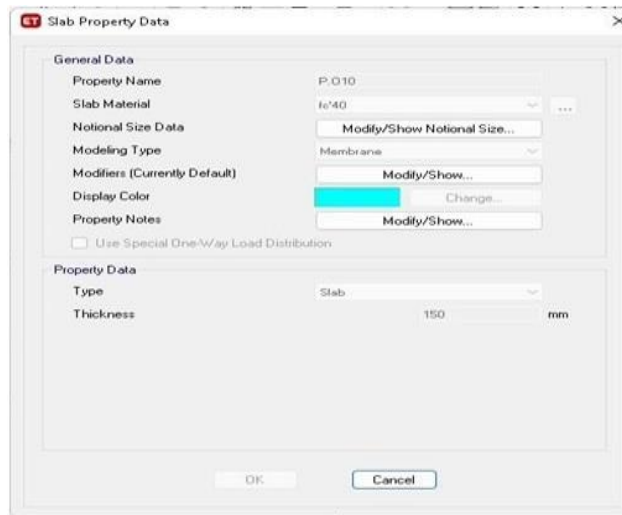 ET Slab Property Data
General Data
Property Name P.O10
Slab Material fc'40 ...
Notional Size Data Modify/Show Notional Size...
Modeling Type Membrane
Modifiers (Currently Default) Modify/Show...
Display Color Change...
Property Notes Modify/Show...
Use Special One-Way Load Distribution
Property Data
Type Slab
Thickness 150 mm
OK Cancel